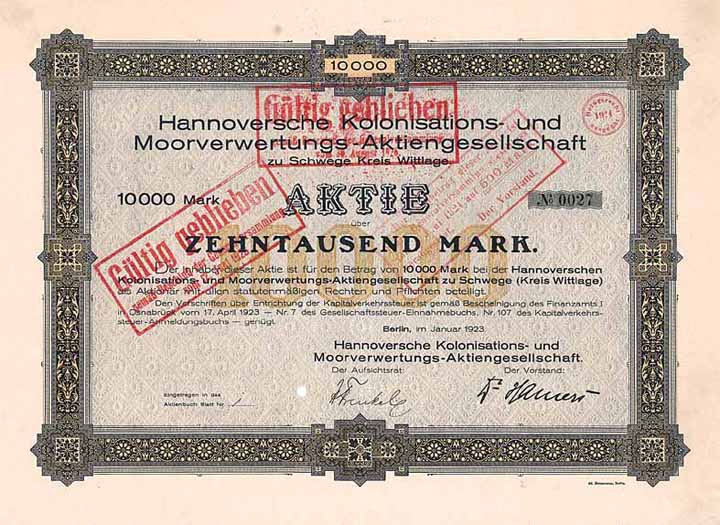 10000
Gültig geblieben
Hannoversche Kolonisations- und
Moorverwertungs-Aktiengesellschaft
zu Schwege Kreis Wittlage.
10000 Mark
AKTIE
№ 0027
über
ZEHNTAUSEND MARK.
Der Inhaber dieser Aktie ist für den Betrag von 10000 Mark bei der Hannoverschen
Kolonisations- und Moorverwertungs-Aktiengesellschaft zu Schwege (Kreis Wittlage)
als Aktionär mit allen statutenmäßigen Rechten und Pflichten beteiligt.
Den Vorschriften über Entrichtung der Kapitalverkehrsteuer ist gemäß Bescheinigung des Finanzamts I
in Osnabrück vom 17. April 1923 — Nr. 7 des Gesellschaftsteuer-Einnahmebuchs, Nr. 107 des Kapitalverkehrs-
steuer-Anmeldungsbuchs — genügt.
Berlin, im Januar 1923.
Hannoversche Kolonisations- und
Moorverwertungs-Aktiengesellschaft.
Der Aufsichtsrat:
Der Vorstand:
Eingetragen in das
Aktienbuch Blatt Nr. 1
Gültig geblieben
Der Vorstand.